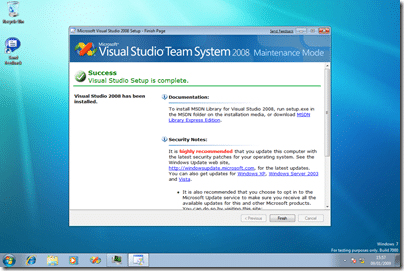 Recycle Bin
Send
Feedback
Microsoft Visual Studio 2008 Setup - Finish Page
Send Feedback
Microsoft
Visual Studio Team System 2008 Maintenance Mode
Success
Visual Studio Setup is complete.
Visual Studio 2008 has been
installed.
Documentation:
To install MSDN Library for Visual Studio 2008, run setup.exe in
the MSDN folder on the installation media, or download MSDN
Library Express Edition.
Security Notes:
It is highly recommended that you update this computer with
the latest security patches for your operating system. See the
Windows Update web site,
http://windowsupdate.microsoft.com, for the latest updates.
You can also get updates for Windows XP, Windows Server 2003
and Vista.
• It is also recommended that you choose to opt in to the
Microsoft Update service to make sure you receive all the
available updates for this and other Microsoft Products.
You can do so by visiting this site:
< Previous
Finish
Cancel
Windows 7
For testing purposes only. Build 7000